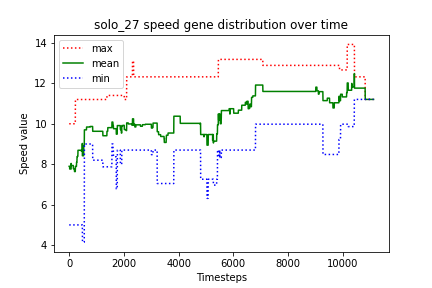 solo_27 speed gene distribution over time
max
mean
min
Speed value
14
12
10
8
6
4
0 2000 4000 6000 8000 10000
Timesteps